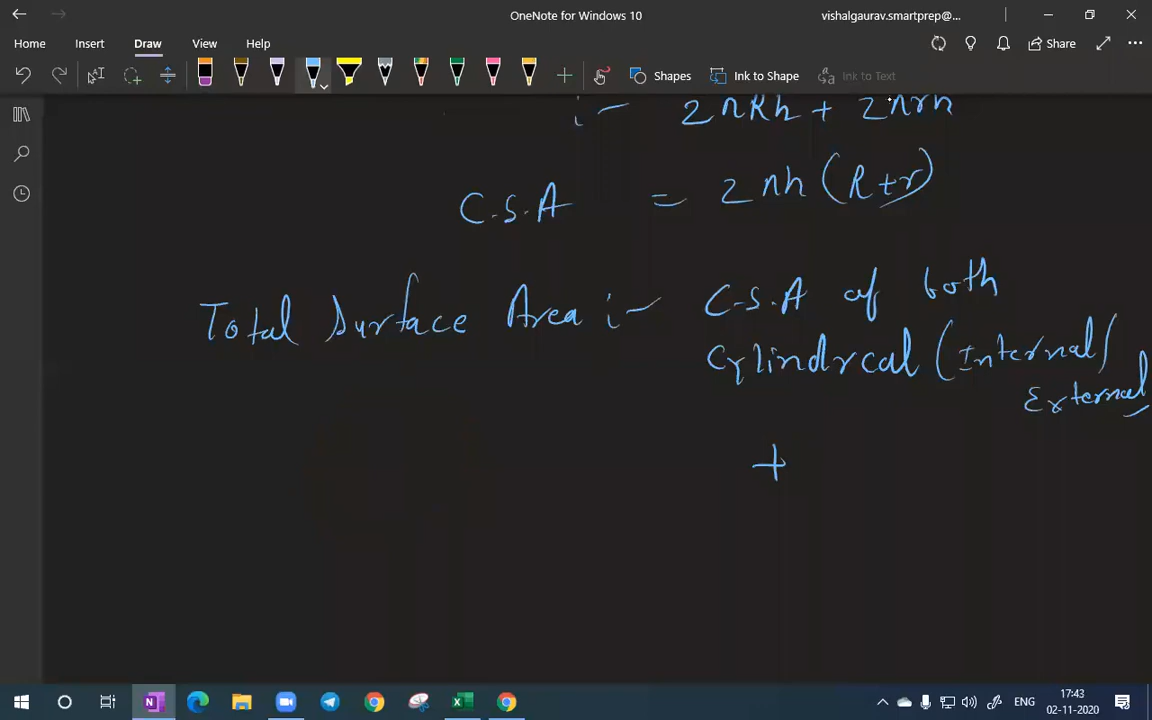 OneNote for Windows 10
vishalgaurav.smartprep@...
Home Insert Draw View Help
Share
Shapes Ink to Shape Ink to Text
:- 2πRh + 2πrh
C.S.A = 2πh (R+r)
Total Surface Area :- C.S.A of both
Cylindrcal (Internal/
External
+
ENG
17:43
02-11-2020